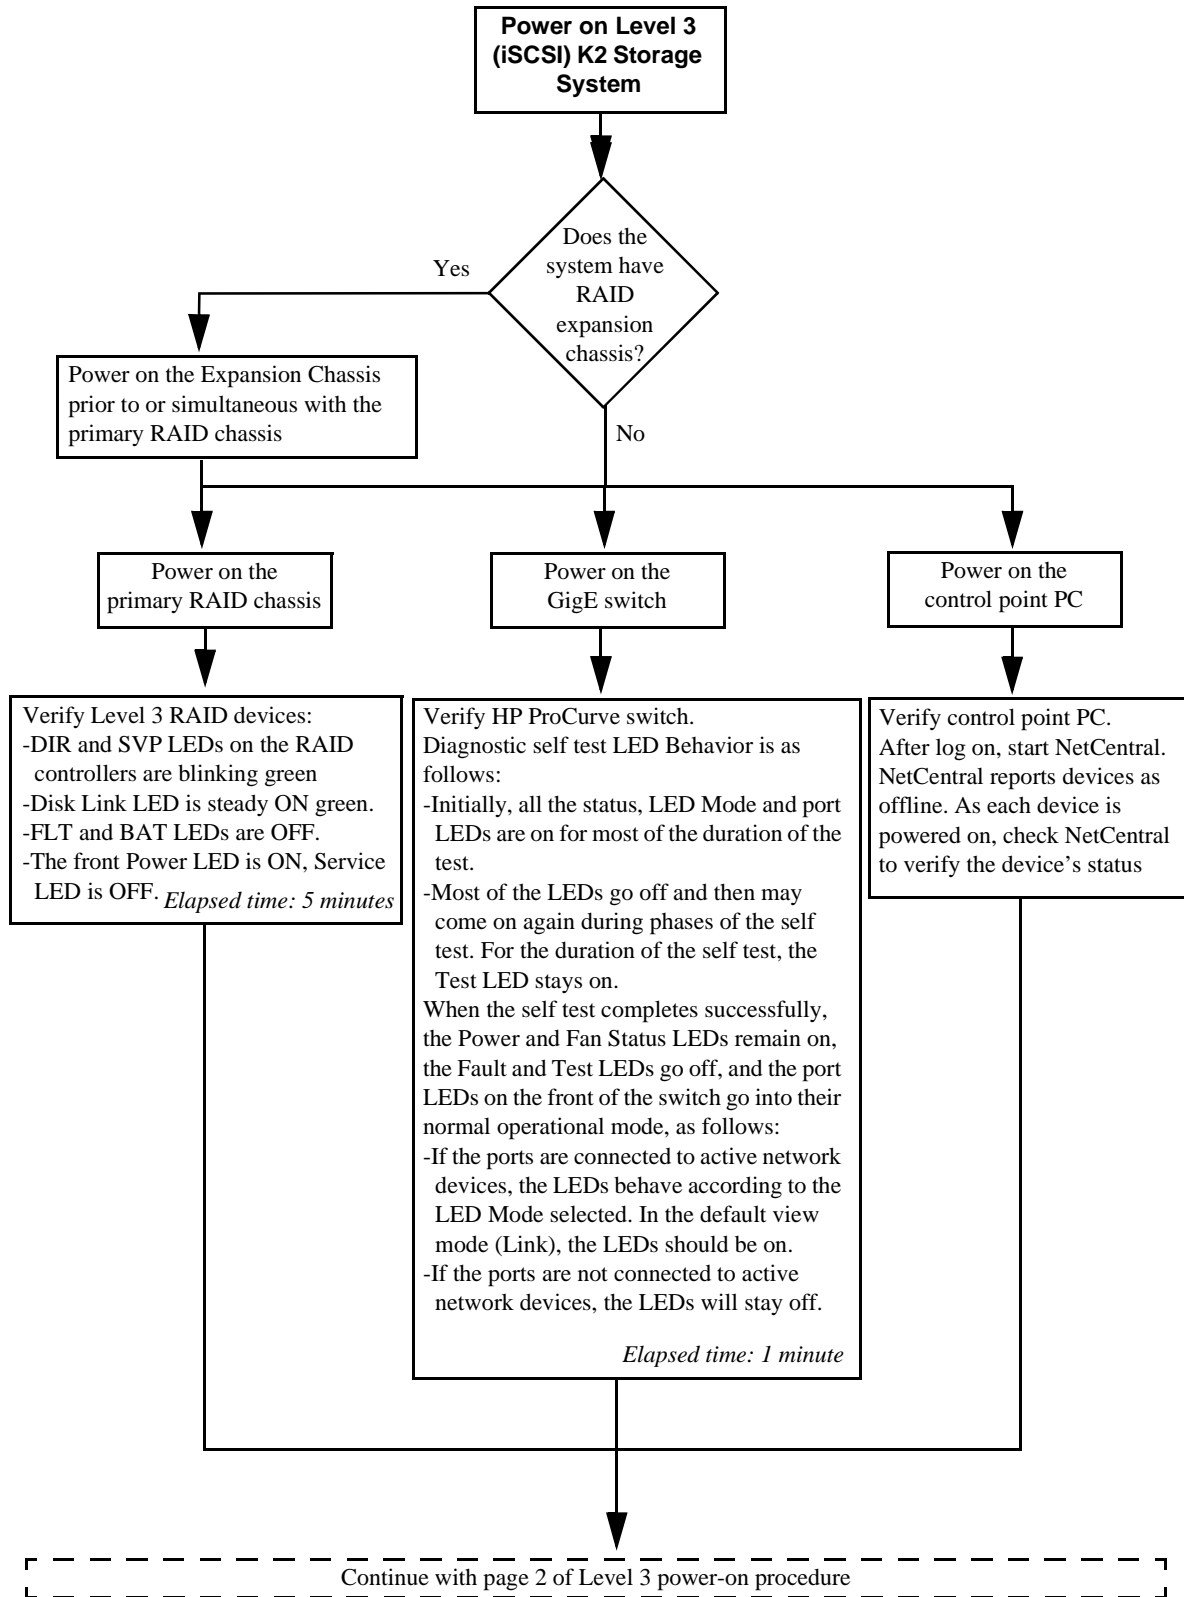 Power on Level 3
(iSCSI) K2 Storage
System
Does the
system have
RAID
expansion
chassis?
Yes
No
Power on the Expansion Chassis
prior to or simultaneous with the
primary RAID chassis
Power on the
primary RAID chassis
Power on the
GigE switch
Power on the
control point PC
Verify Level 3 RAID devices:
-DIR and SVP LEDs on the RAID
controllers are blinking green
-Disk Link LED is steady ON green.
-FLT and BAT LEDs are OFF.
-The front Power LED is ON, Service
LED is OFF. Elapsed time: 5 minutes
Verify HP ProCurve switch.
Diagnostic self test LED Behavior is as
follows:
-Initially, all the status, LED Mode and port
LEDs are on for most of the duration of the
test.
-Most of the LEDs go off and then may
come on again during phases of the self
test. For the duration of the self test, the
Test LED stays on.
When the self test completes successfully,
the Power and Fan Status LEDs remain on,
the Fault and Test LEDs go off, and the port
LEDs on the front of the switch go into their
normal operational mode, as follows:
-If the ports are connected to active network
devices, the LEDs behave according to the
LED Mode selected. In the default view
mode (Link), the LEDs should be on.
-If the ports are not connected to active
network devices, the LEDs will stay off.
Elapsed time: 1 minute
Verify control point PC.
After log on, start NetCentral.
NetCentral reports devices as
offline. As each device is
powered on, check NetCentral
to verify the device's status
Continue with page 2 of Level 3 power-on procedure